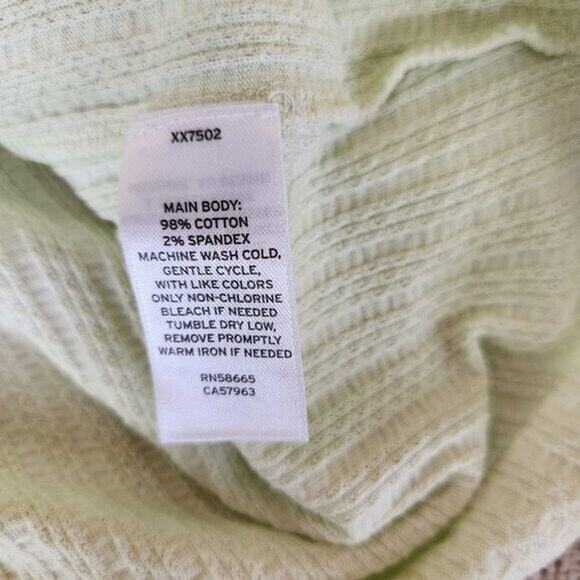 XX7502
MAIN BODY:
98% COTTON
2% SPANDEX
MACHINE WASH COLD,
GENTLE CYCLE,
WITH LIKE COLORS
ONLY NON-CHLORINE
BLEACH IF NEEDED
TUMBLE DRY LOW,
REMOVE PROMPTLY
WARM IRON IF NEEDED
RN58665
CA57963